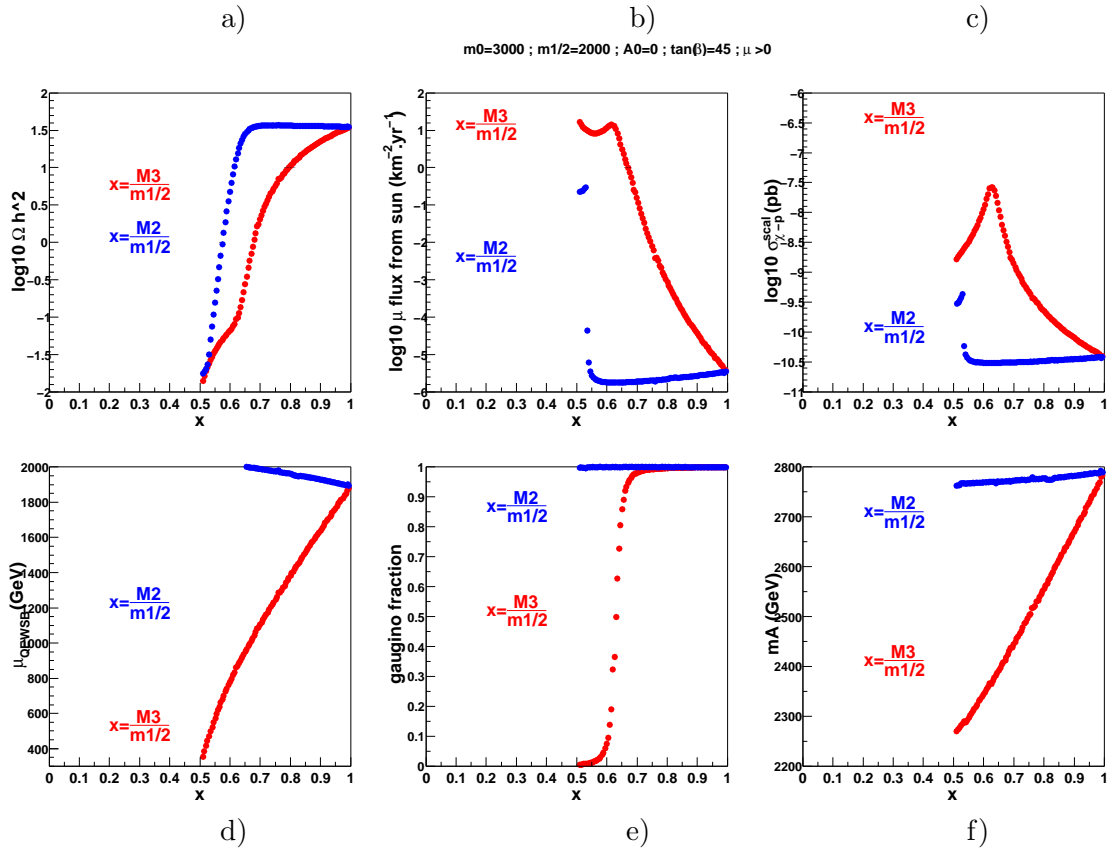 a) b) c)
m0=3000 ; m1/2=2000 ; A0=0 ; tan(β)=45 ; μ >0
log10 Ω h^2
2
1.5
1
0.5
0
−0.5
−1
−1.5
−2
x=M3/m1/2
x=M2/m1/2
0 0.1 0.2 0.3 0.4 0.5 0.6 0.7 0.8 0.9 1
x
log10 μ flux from sun (km−2.yr−1)
2
1
0
−1
−2
−3
−4
−5
−6
x=M3/m1/2
x=M2/m1/2
0 0.1 0.2 0.3 0.4 0.5 0.6 0.7 0.8 0.9 1
x
log10 σscalχ−p (pb)
−6
−6.5
−7
−7.5
−8
−8.5
−9
−9.5
−10
−10.5
−11
x=M3/m1/2
x=M2/m1/2
0 0.1 0.2 0.3 0.4 0.5 0.6 0.7 0.8 0.9 1
x
(GeV)
2000
1800
1600
1400
1200
1000
800
600
400
x=M2/m1/2
x=M3/m1/2
0 0.1 0.2 0.3 0.4 0.5 0.6 0.7 0.8 0.9 1
x
gaugino fraction
1
0.9
0.8
0.7
0.6
0.5
0.4
0.3
0.2
0.1
0
x=M2/m1/2
x=M3/m1/2
0 0.1 0.2 0.3 0.4 0.5 0.6 0.7 0.8 0.9 1
x
mA (GeV)
2800
2700
2600
2500
2400
2300
2200
x=M2/m1/2
x=M3/m1/2
0 0.1 0.2 0.3 0.4 0.5 0.6 0.7 0.8 0.9 1
x
d) e) f)